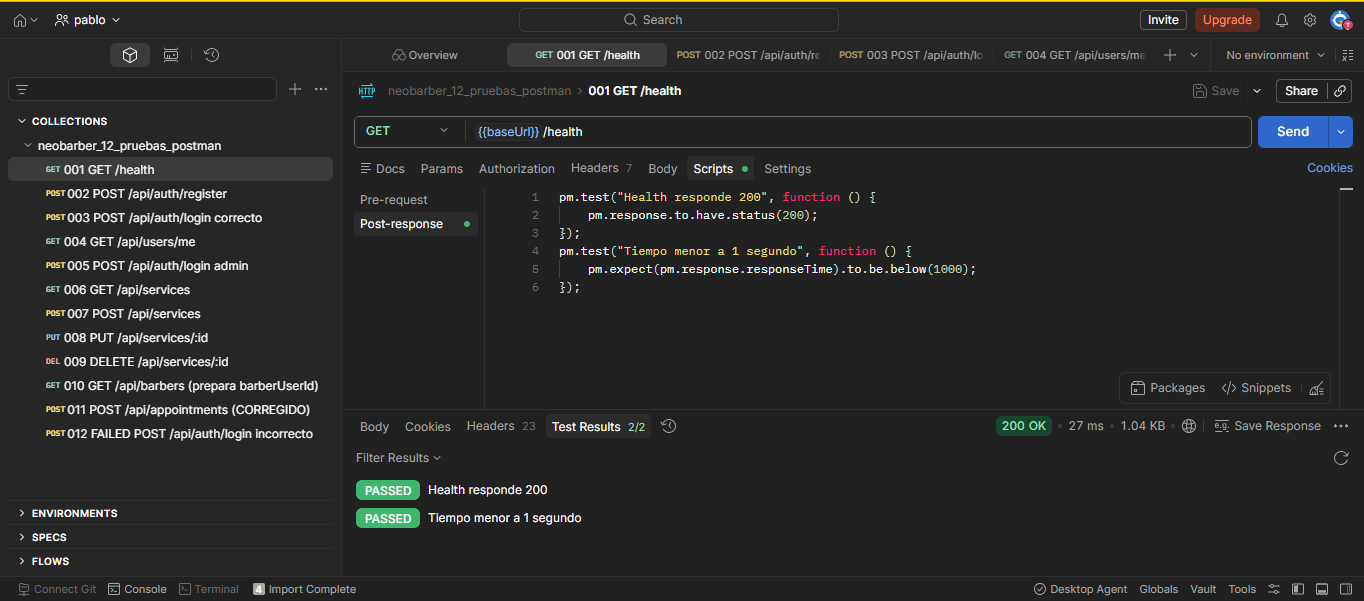 pablo
Search
Invite
Upgrade
Overview
GET 001 GET /health
POST 002 POST /api/auth/re
POST 003 POST /api/auth/lo
GET 004 GET /api/users/me
No environment
HTTP neobarber_12_pruebas_postman > 001 GET /health
Save
Share
COLLECTIONS
neobarber_12_pruebas_postman
GET 001 GET /health
POST 002 POST /api/auth/register
POST 003 POST /api/auth/login correcto
GET 004 GET /api/users/me
POST 005 POST /api/auth/login admin
GET 006 GET /api/services
POST 007 POST /api/services
PUT 008 PUT /api/services/:id
DEL 009 DELETE /api/services/:id
GET 010 GET /api/barbers (prepara barberUserId)
POST 011 POST /api/appointments (CORREGIDO)
POST 012 FAILED POST /api/auth/login incorrecto
ENVIRONMENTS
SPECS
FLOWS
GET
{{baseUrl}} /health
Send
Docs
Params
Authorization
Headers 7
Body
Scripts
Settings
Cookies
Pre-request
Post-response
1 pm.test("Health responde 200", function () {
2 pm.response.to.have.status(200);
3 });
4 pm.test("Tiempo menor a 1 segundo", function () {
5 pm.expect(pm.response.responseTime).to.be.below(1000);
6 });
Packages
</> Snippets
Body
Cookies
Headers 23
Test Results 2/2
200 OK
27 ms
1.04 KB
e.g. Save Response
Filter Results
PASSED Health responde 200
PASSED Tiempo menor a 1 segundo
Connect Git
Console
Terminal
4 Import Complete
Desktop Agent
Globals
Vault
Tools